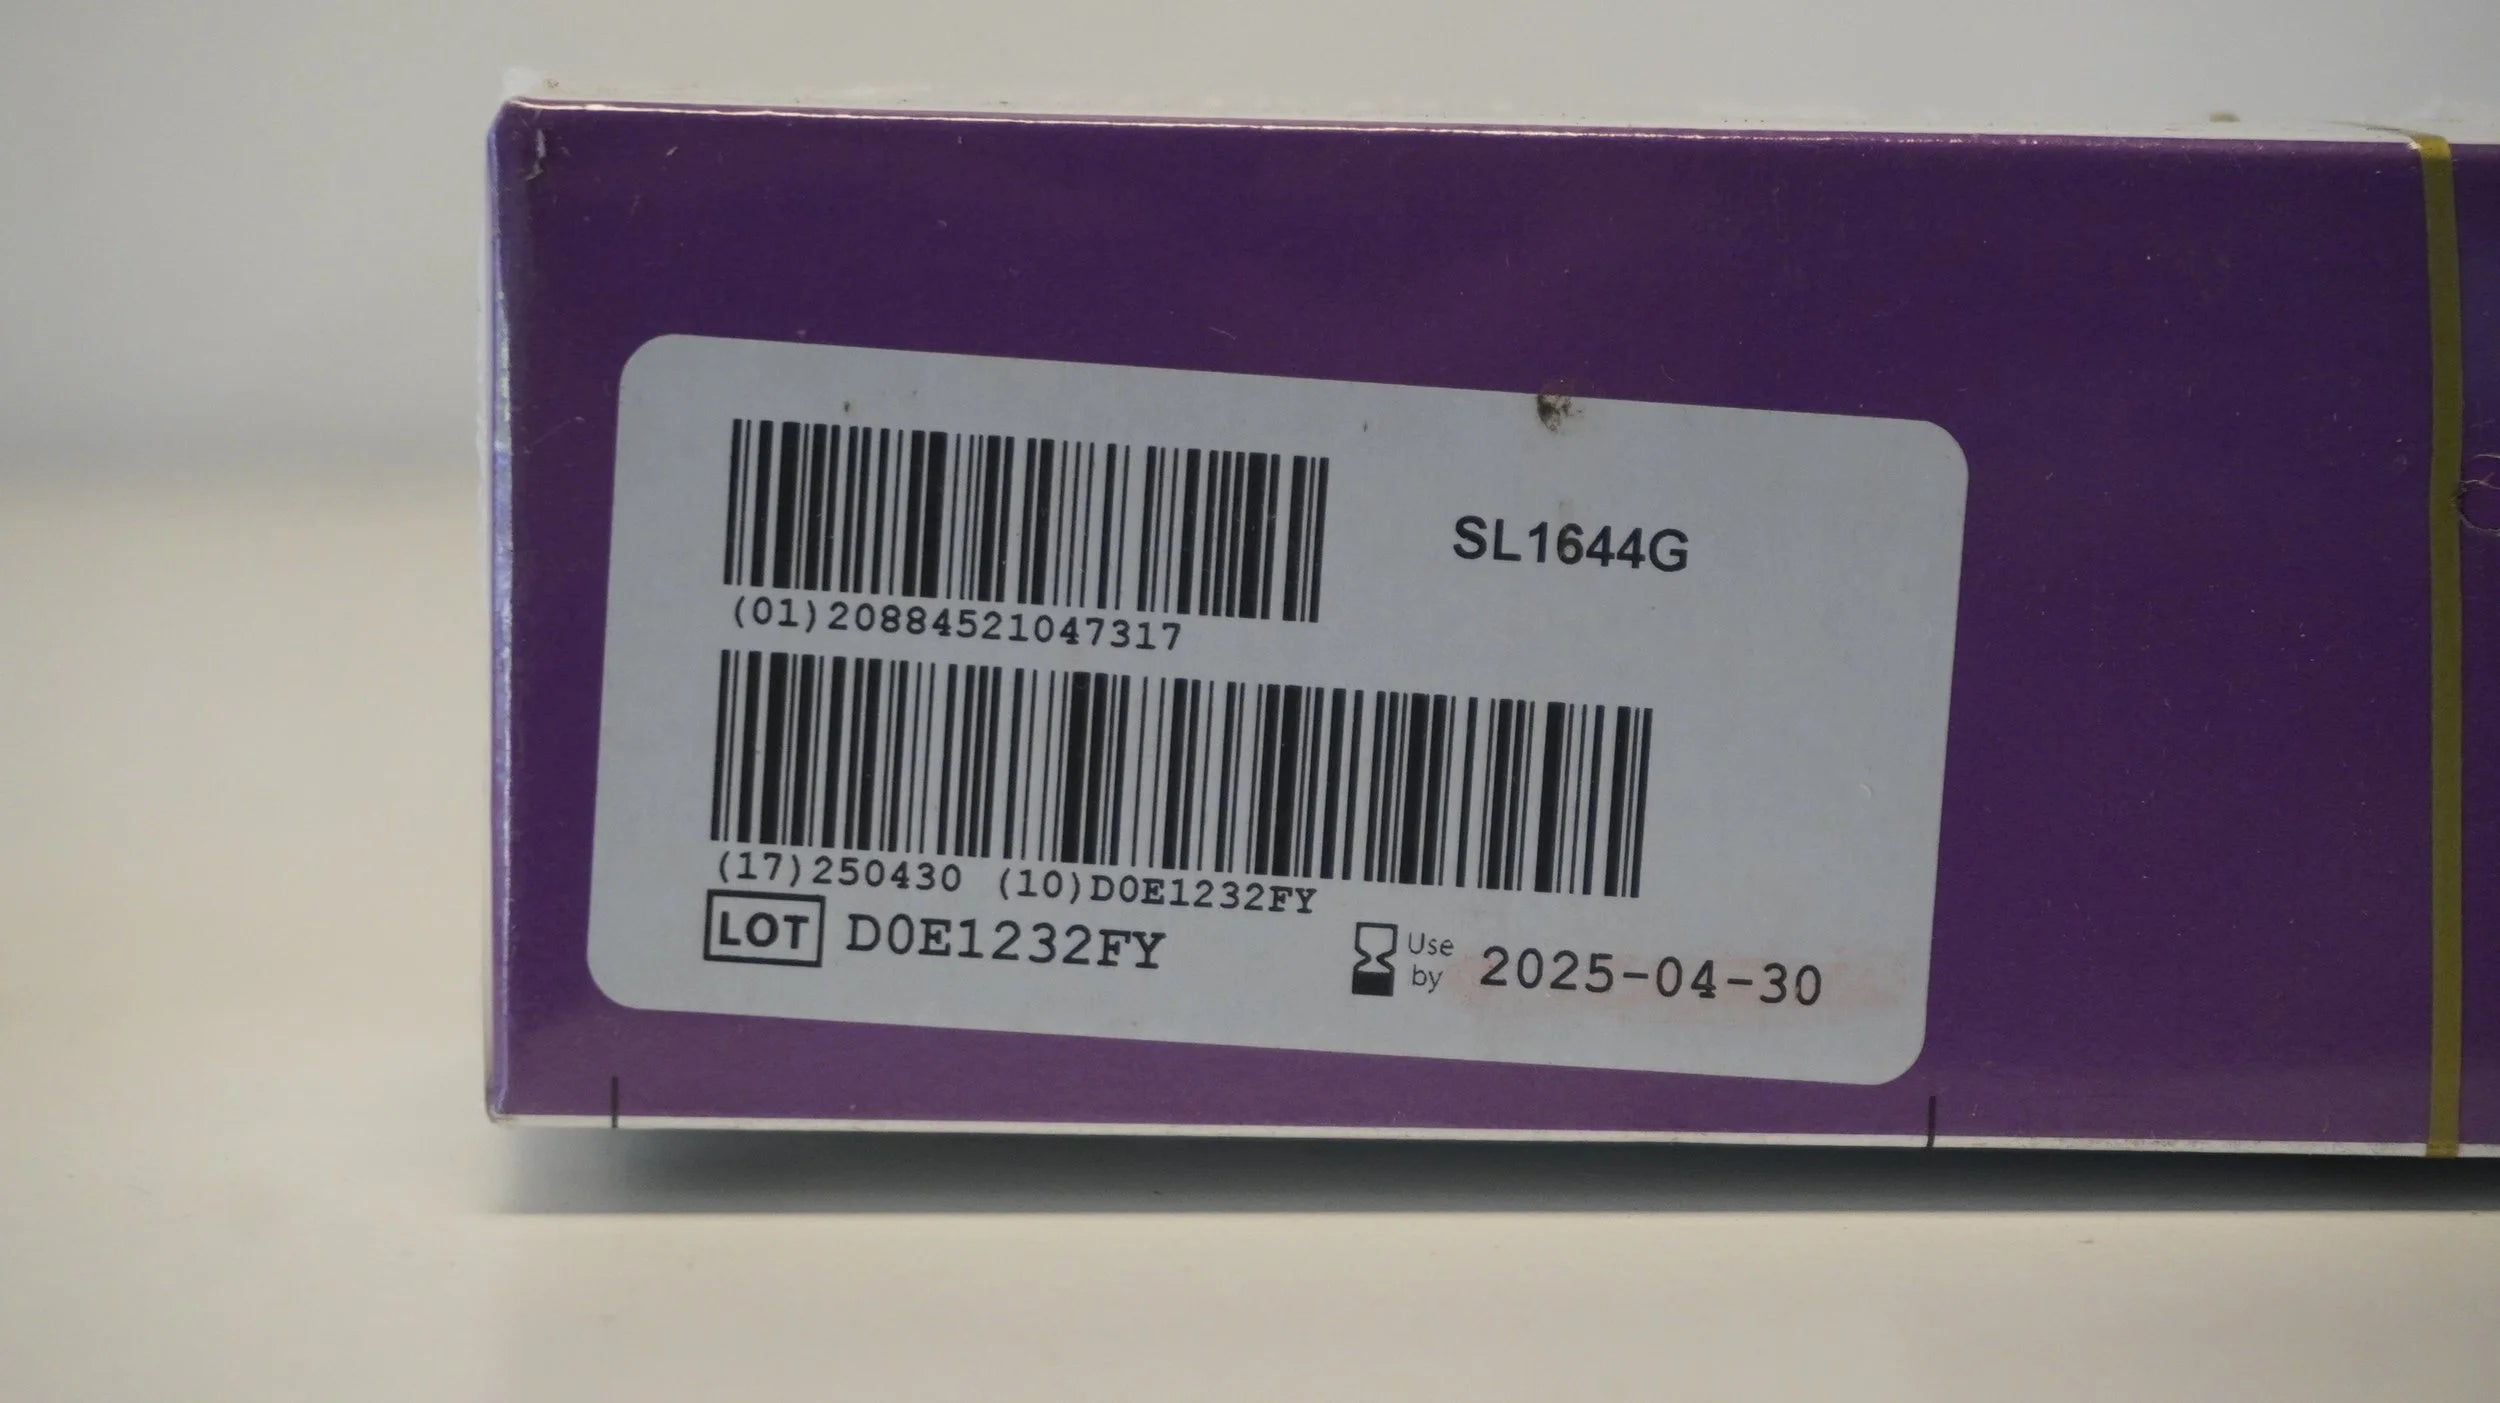 SL1644G
(01)20884521047317
(17)250430 (10)D0E1232FY
LOT D0E1232FY
Use by 2025-04-30